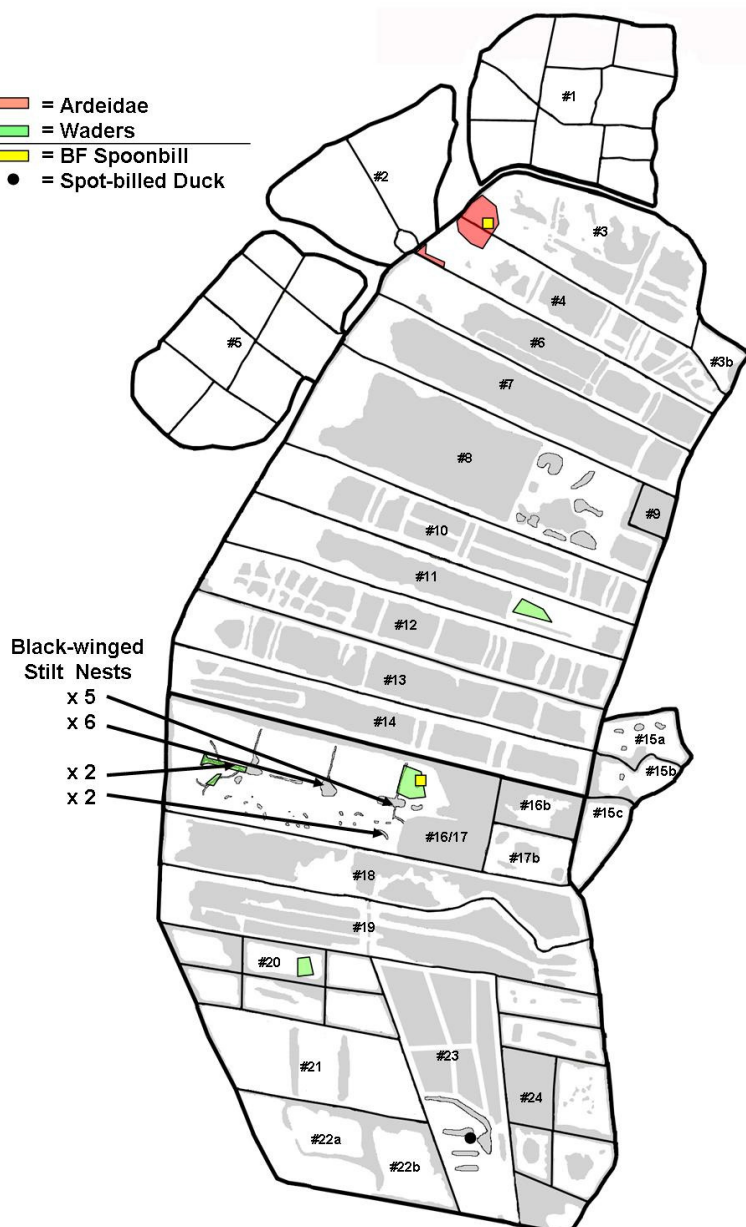 = Ardeidae
= Waders
= BF Spoonbill
= Spot-billed Duck
#1
#2
#3
#4
#5
#3b
#6
#7
#8
#9
#10
#11
#12
Black-winged
Stilt Nests
x 5
x 6
x 2
x 2
#13
#14
#15a
#15b
#15c
#16b
#16/17
#17b
#18
#19
#20
#21
#23
#24
#22a
#22b